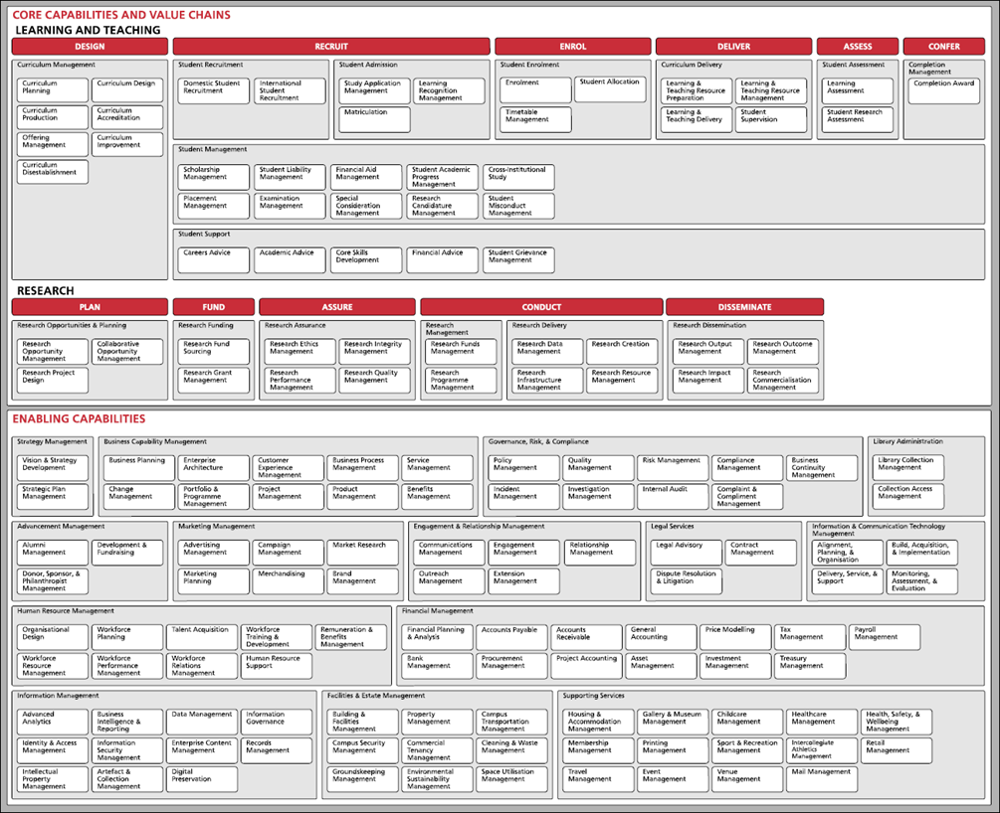 CORE CAPABILITIES AND VALUE CHAINS
LEARNING AND TEACHING
DESIGN
RECRUIT
ENROL
DELIVER
ASSESS
CONFER
Curriculum Management
Curriculum
Planning
Curriculum Design
Curriculum
Production
Curriculum
Accreditation
Offering
Management
Curriculum
Improvement
Curriculum
Disestablishment
Student Recruitment
Domestic Student
Recruitment
International
Student
Recruitment
Student Admission
Study Application
Management
Learning
Recognition
Management
Matriculation
Student Enrolment
Enrolment
Student Allocation
Timetable
Management
Curriculum Delivery
Learning &
Teaching Resource
Preparation
Learning &
Teaching Resource
Management
Learning &
Teaching Delivery
Student
Supervision
Student Assessment
Learning
Assessment
Student Research
Assessment
Completion
Management
Completion Award
Student Management
Scholarship
Management
Student Liability
Management
Financial Aid
Management
Student Academic
Progress
Management
Cross-Institutional
Study
Placement
Management
Examination
Management
Special
Consideration
Management
Research
Candidature
Management
Student
Misconduct
Management
Student Support
Careers Advice
Academic Advice
Core Skills
Development
Financial Advice
Student Grievance
Management
RESEARCH
PLAN
FUND
ASSURE
CONDUCT
DISSEMINATE
Research Opportunities & Planning
Research
Opportunity
Management
Collaborative
Opportunity
Management
Research Project
Design
Research Funding
Research Fund
Sourcing
Research Grant
Management
Research Assurance
Research Ethics
Management
Research Integrity
Management
Research
Performance
Management
Research Quality
Management
Research
Management
Research Funds
Management
Research
Programme
Management
Research Delivery
Research Data
Management
Research Creation
Research
Infrastructure
Management
Research Resource
Management
Research Dissemination
Research Output
Management
Research Outcome
Management
Research Impact
Management
Research
Commercialisation
Management
ENABLING CAPABILITIES
Strategy Management
Vision & Strategy
Development
Strategic Plan
Management
Business Capability Management
Business Planning
Enterprise
Architecture
Customer
Experience
Management
Business Process
Management
Service
Management
Change
Management
Portfolio &
Programme
Management
Project
Management
Product
Management
Benefits
Management
Governance, Risk, & Compliance
Policy
Management
Quality
Management
Risk Management
Compliance
Management
Business
Continuity
Management
Incident
Management
Investigation
Management
Internal Audit
Complaint &
Compliment
Management
Library Administration
Library Collection
Management
Collection Access
Management
Advancement Management
Alumni
Management
Development &
Fundraising
Donor, Sponsor, &
Philanthropist
Management
Marketing Management
Advertising
Management
Campaign
Management
Market Research
Marketing
Planning
Merchandising
Brand
Management
Engagement & Relationship Management
Communications
Management
Engagement
Management
Relationship
Management
Outreach
Management
Extension
Management
Legal Services
Legal Advisory
Contract
Management
Dispute Resolution
& Litigation
Information & Communication Technology
Management
Alignment,
Planning, &
Organisation
Build, Acquisition,
& Implementation
Delivery, Service, &
Support
Monitoring,
Assessment, &
Evaluation
Human Resource Management
Organisational
Design
Workforce
Planning
Talent Acquisition
Workforce
Training &
Development
Remuneration &
Benefits
Management
Workforce
Resource
Management
Workforce
Performance
Management
Workforce
Relations
Management
Human Resource
Support
Financial Management
Financial Planning
& Analysis
Accounts Payable
Accounts
Receivable
General
Accounting
Price Modelling
Tax
Management
Payroll
Management
Bank
Management
Procurement
Management
Project Accounting
Asset
Management
Investment
Management
Treasury
Management
Information Management
Advanced
Analytics
Business
Intelligence &
Reporting
Data Management
Information
Governance
Identity & Access
Management
Information
Security
Management
Enterprise Content
Management
Records
Management
Intellectual
Property
Management
Artefact &
Collection
Management
Digital
Preservation
Facilities & Estate Management
Building &
Facilities
Management
Property
Management
Campus
Transportation
Management
Campus Security
Management
Commercial
Tenancy
Management
Cleaning & Waste
Management
Groundskeeping
Management
Environmental
Sustainability
Management
Space Utilisation
Management
Supporting Services
Housing &
Accommodation
Management
Gallery & Museum
Management
Childcare
Management
Healthcare
Management
Health, Safety, &
Wellbeing
Management
Membership
Management
Printing
Management
Sport & Recreation
Management
Intercollegiate
Athletics
Management
Retail
Management
Travel
Management
Event
Management
Venue
Management
Mail Management